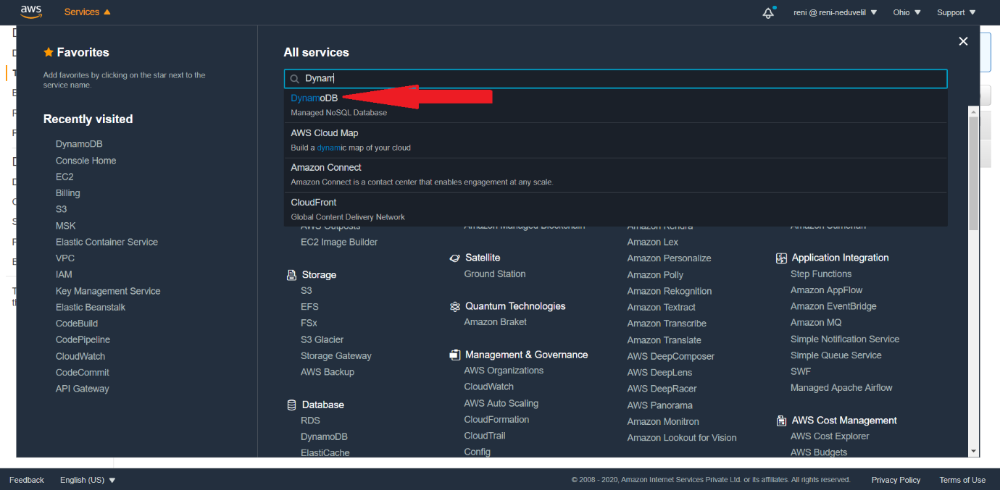 aws
Services
reni @ reni-neduvelil
Ohio
Support
Favorites
Add favorites by clicking on the star next to the
service name.
Recently visited
DynamoDB
Console Home
EC2
Billing
S3
MSK
Elastic Container Service
VPC
IAM
Key Management Service
Elastic Beanstalk
CodeBuild
CodePipeline
CloudWatch
CodeCommit
API Gateway
All services
Dynam
DynamoDB
Managed NoSQL Database
AWS Cloud Map
Build a dynamic map of your cloud
Amazon Connect
Amazon Connect is a contact center that enables engagement at any scale.
CloudFront
Global Content Delivery Network
AWS Outposts
EC2 Image Builder
Storage
S3
EFS
FSx
S3 Glacier
Storage Gateway
AWS Backup
Database
RDS
DynamoDB
ElastiCache
Amazon Managed Blockchain
Satellite
Ground Station
Quantum Technologies
Amazon Braket
Management & Governance
AWS Organizations
CloudWatch
AWS Auto Scaling
CloudFormation
CloudTrail
Config
Amazon Kendra
Amazon Lex
Amazon Personalize
Amazon Polly
Amazon Rekognition
Amazon Textract
Amazon Transcribe
Amazon Translate
AWS DeepComposer
AWS DeepLens
AWS DeepRacer
AWS Panorama
Amazon Monitron
Amazon Lookout for Vision
Amazon Sumerian
Application Integration
Step Functions
Amazon AppFlow
Amazon EventBridge
Amazon MQ
Simple Notification Service
Simple Queue Service
SWF
Managed Apache Airflow
AWS Cost Management
AWS Cost Explorer
AWS Budgets
Feedback
English (US)
© 2008 - 2020, Amazon Internet Services Private Ltd. or its affiliates. All rights reserved.
Privacy Policy
Terms of Use